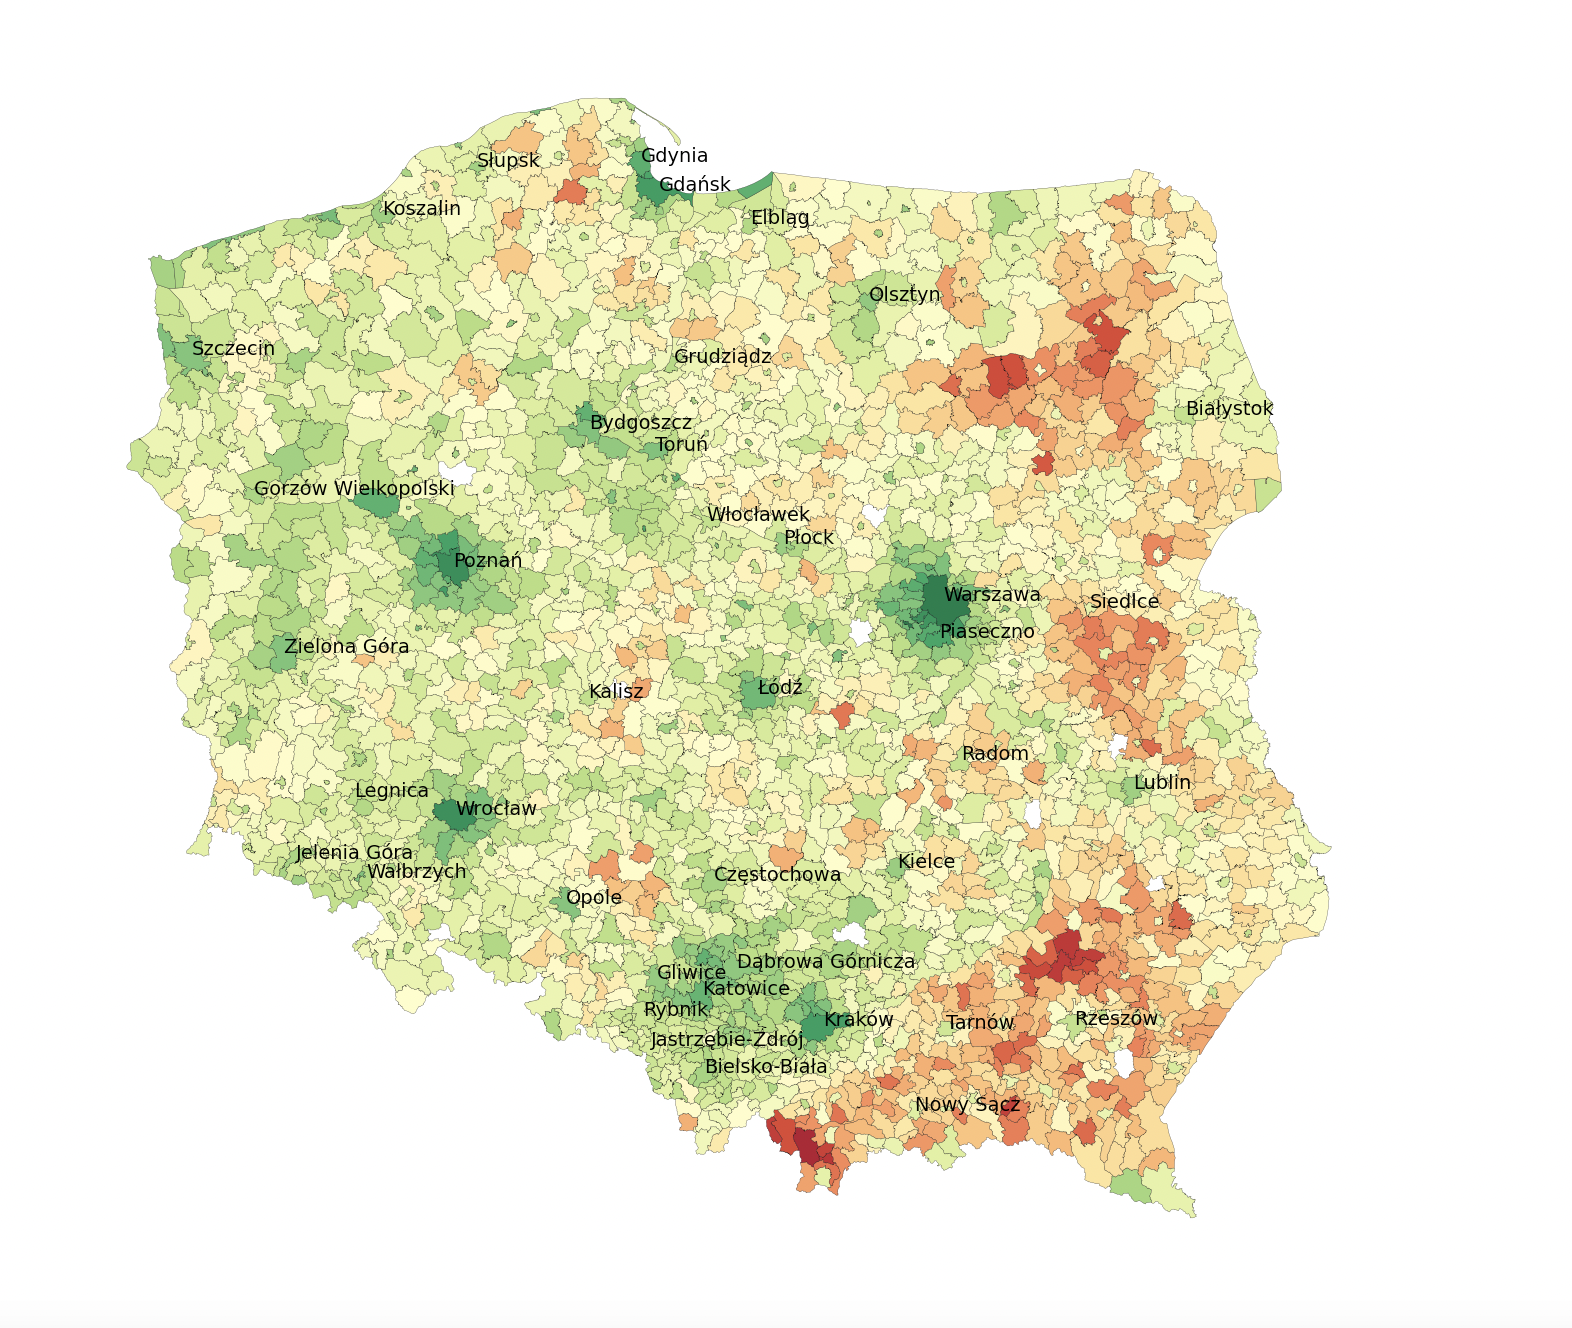 Gdynia
Słupsk
Gdańsk
Koszalin
Elbląg
Olsztyn
Szczecin
Grudziądz
Białystok
Bydgoszcz
Toruń
Gorzów Wielkopolski
Włocławek
Płock
Poznań
Warszawa
Siedlce
Piaseczno
Zielona Góra
Łódź
Kalisz
Radom
Lublin
Legnica
Wrocław
Jelenia Góra
Kielce
Wałbrzych
Częstochowa
Opole
Dąbrowa Górnicza
Gliwice
Katowice
Rybnik
Kraków
Tarnów
Rzeszów
Jastrzębie-Zdrój
Bielsko-Biała
Nowy Sącz